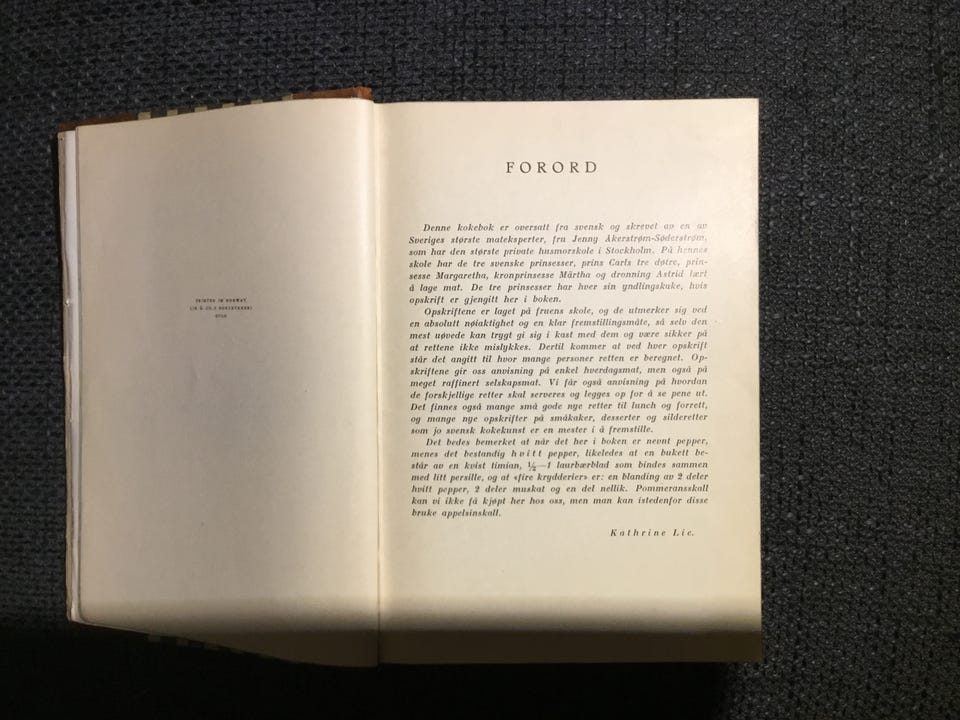 PRINTED IN NORWAY
OSLO
FORORD
Denne kokebok er oversatt fra svensk og skrevet av en av
Sveriges største mateksperter, fru Jenny Akerstrøm-Søderstrøm,
som har den største private husmorskole i Stockholm. På hennes
skole har de tre svenske prinsesser, prins Carls tre døtre, prin-
sesse Margaretha, kronprinsesse Märtha og dronning Astrid lært
å lage mat. De tre prinsesser har hver sin yndlingskake, hvis
opskrift er gjengitt her i boken.
Opskriftene er laget på fruens skole, og de utmerker sig ved
en absolutt nøiaktighet og en klar fremstillingsmåte, så selv den
mest uøvede kan trygt gi sig i kast med dem og være sikker på
at rettene ikke mislykkes. Dertil kommer at ved hver opskrift
står det angitt til hvor mange personer retten er beregnet. Op-
skriftene gir oss anvisning på enkel hverdagsmat, men også på
meget raffinert selskapsmat. Vi får også anvisning på hvordan
de forskjellige retter skal serveres og legges op for å se pene ut.
Det finnes også mange små gode nye retter til lunch og forrett,
og mange nye opskrifter på småkaker, desserter og silderetter
som jo svensk kokekunst er en mester i å fremstille.
Det bedes bemerket at når det her i boken er nevnt pepper,
menes det bestandig hvitt pepper, likeledes at en bukett be-
står av en kvist timian, ½—1 laurbærblad som bindes sammen
med litt persille, og at «fire krydderier» er: en blanding av 2 deler
hvitt pepper, 2 deler muskat og en del nellik. Pommeransskall
kan vi ikke få kjøpt her hos oss, men man kan istedenfor disse
bruke appelsinskall.
Kathrine Lie.